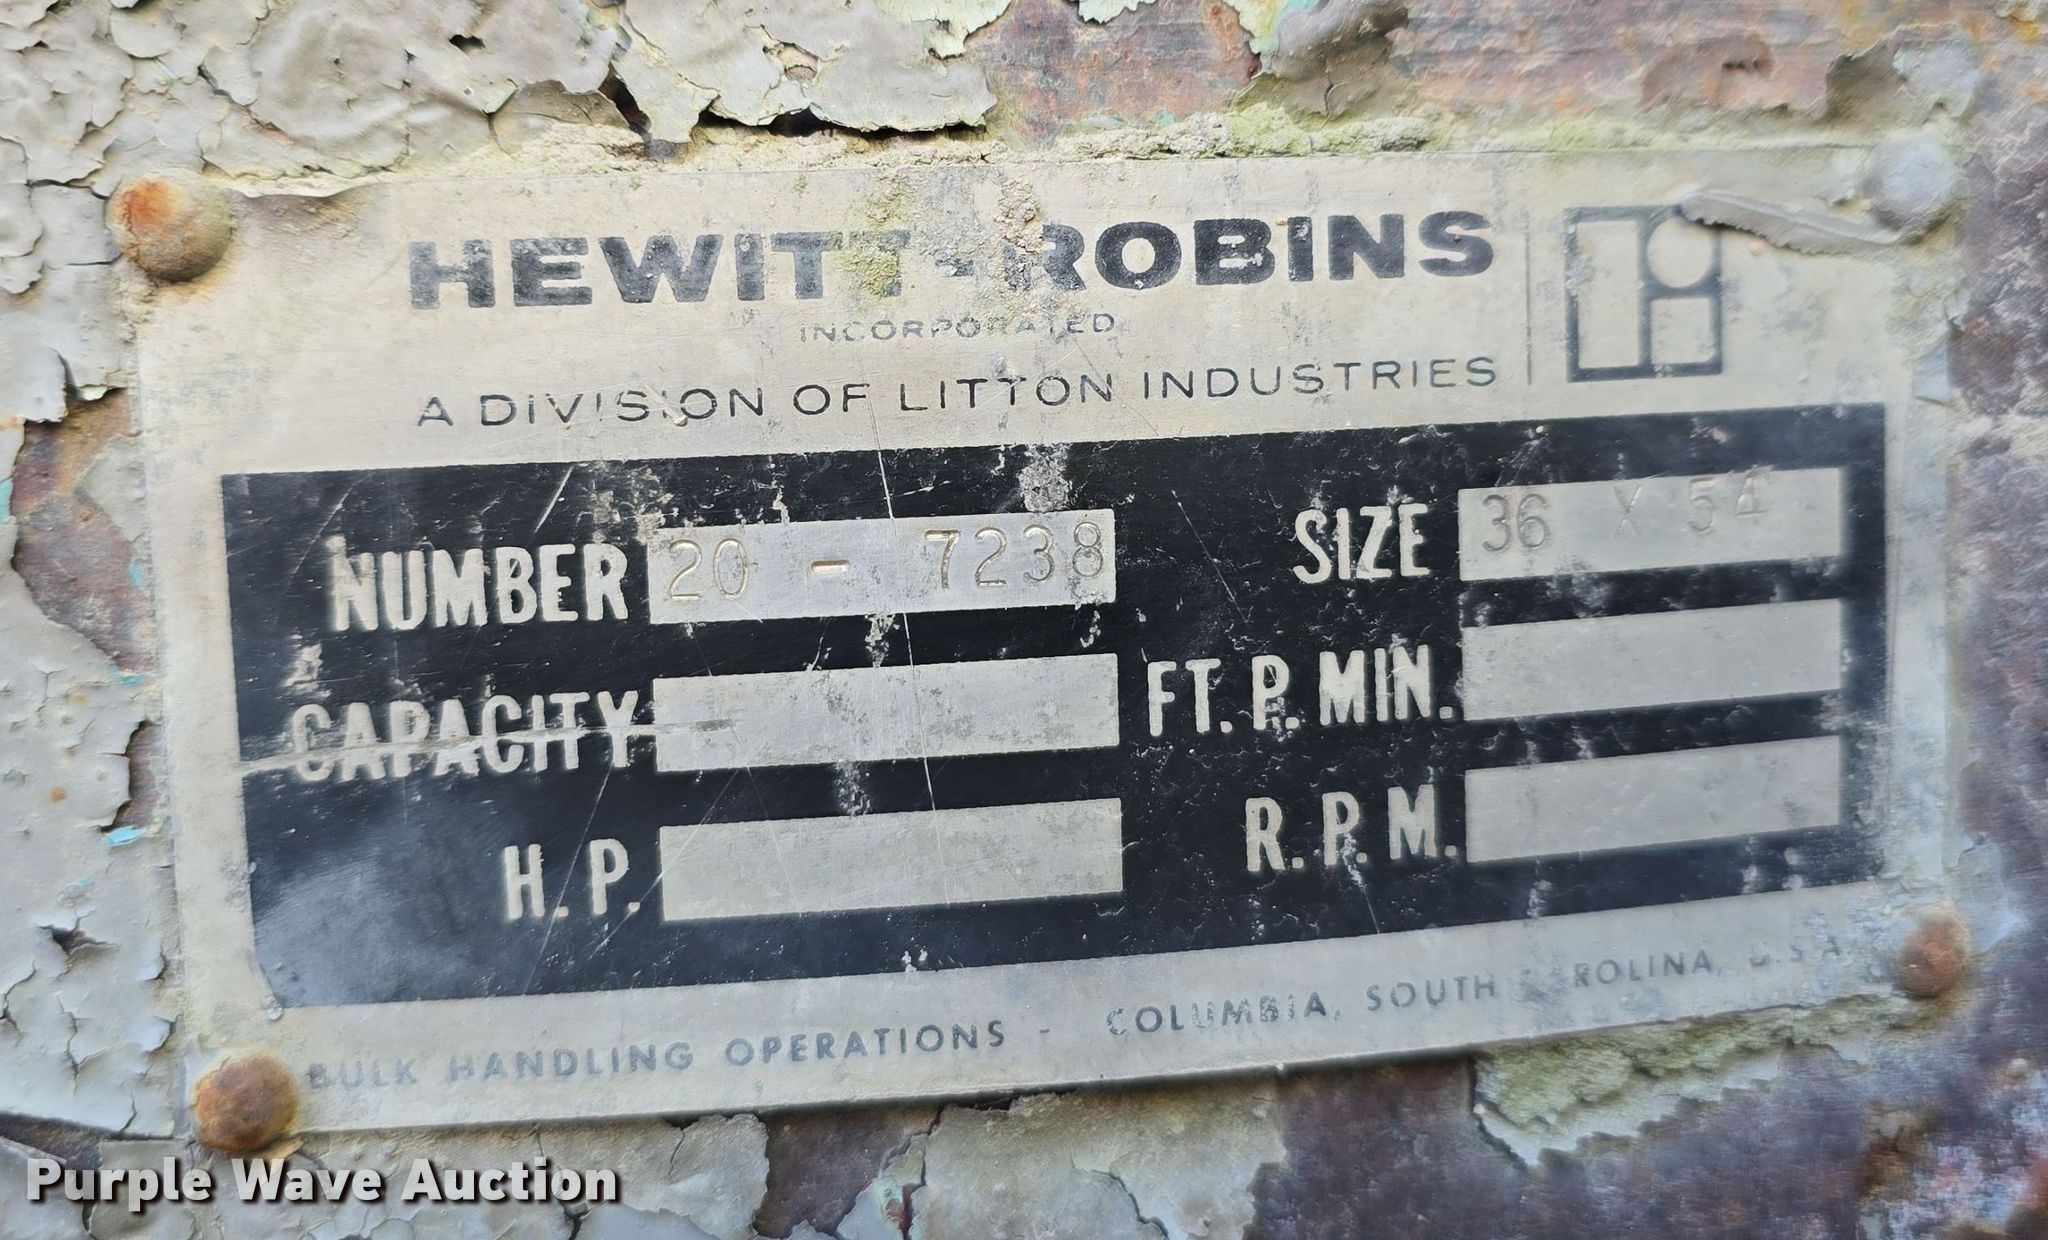 HEWITT-ROBINS
INCORPORATED
A DIVISION OF LITTON INDUSTRIES
NUMBER 20 - 7238 SIZE 36 X 54
CAPACITY FT. P. MIN.
H. P. R. P. M.
BULK HANDLING OPERATIONS - COLUMBIA, SOUTH CAROLINA, U.S.A.
Purple Wave Auction